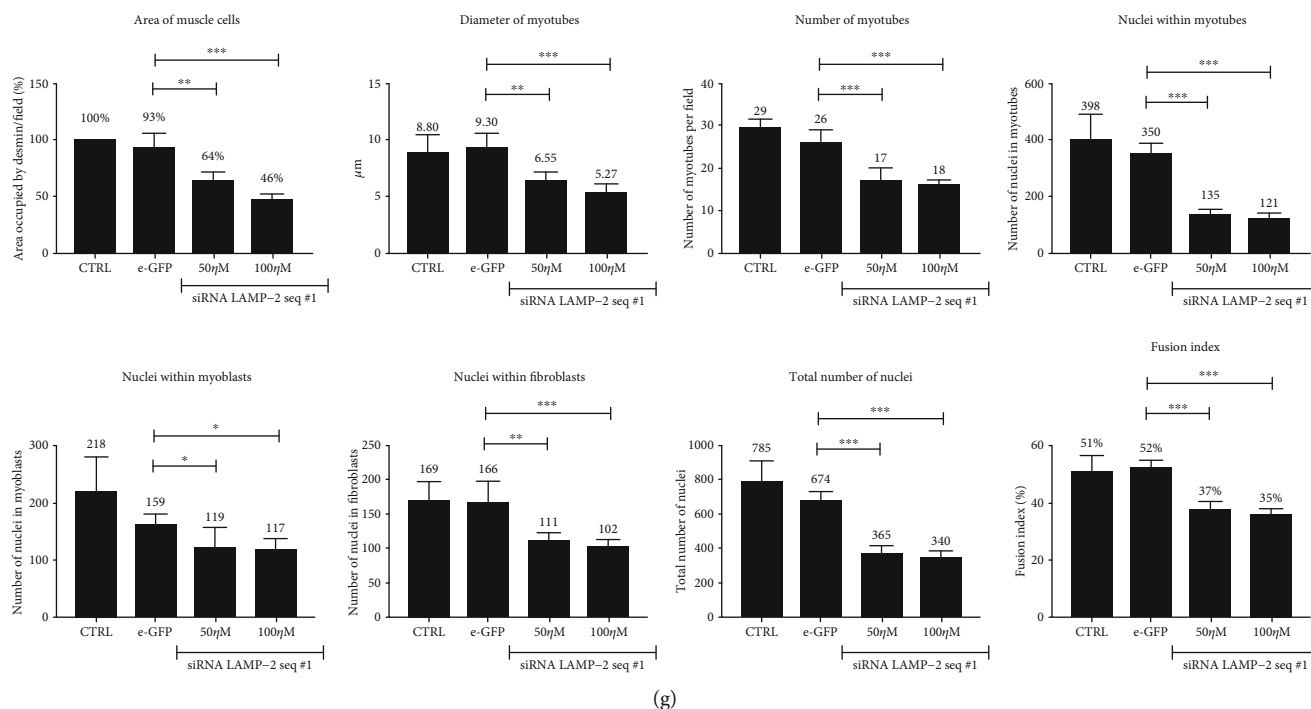 Area of muscle cells
***
**
Area occupied by desmin/field (%)
150
100
50
0
100%
93%
64%
46%
CTRL
e-GFP
50ηM
100ηM
siRNA LAMP−2 seq #1
Diameter of myotubes
***
**
μm
15
10
5
0
8.80
9.30
6.55
5.27
CTRL
e-GFP
50ηM
100ηM
siRNA LAMP−2 seq #1
Number of myotubes
***
***
Number of myotubes per field
40
30
20
10
0
29
26
17
18
CTRL
e-GFP
50ηM
100ηM
siRNA LAMP−2 seq #1
Nuclei within myotubes
***
***
Number of nuclei in myotubes
600
400
200
0
398
350
135
121
CTRL
e-GFP
50ηM
100ηM
siRNA LAMP−2 seq #1
Nuclei within myoblasts
*
*
Number of nuclei in myoblasts
300
200
100
0
218
159
119
117
CTRL
e-GFP
50ηM
100ηM
siRNA LAMP−2 seq #1
Nuclei within fibroblasts
***
**
Number of nuclei in fibroblasts
250
200
150
100
50
0
169
166
111
102
CTRL
e-GFP
50ηM
100ηM
siRNA LAMP−2 seq #1
Total number of nuclei
***
***
Total number of nuclei
1000
800
600
400
200
0
785
674
365
340
CTRL
e-GFP
50ηM
100ηM
siRNA LAMP−2 seq #1
Fusion index
***
***
Fusion index (%)
60
40
20
0
51%
52%
37%
35%
CTRL
e-GFP
50ηM
100ηM
siRNA LAMP−2 seq #1
(g)